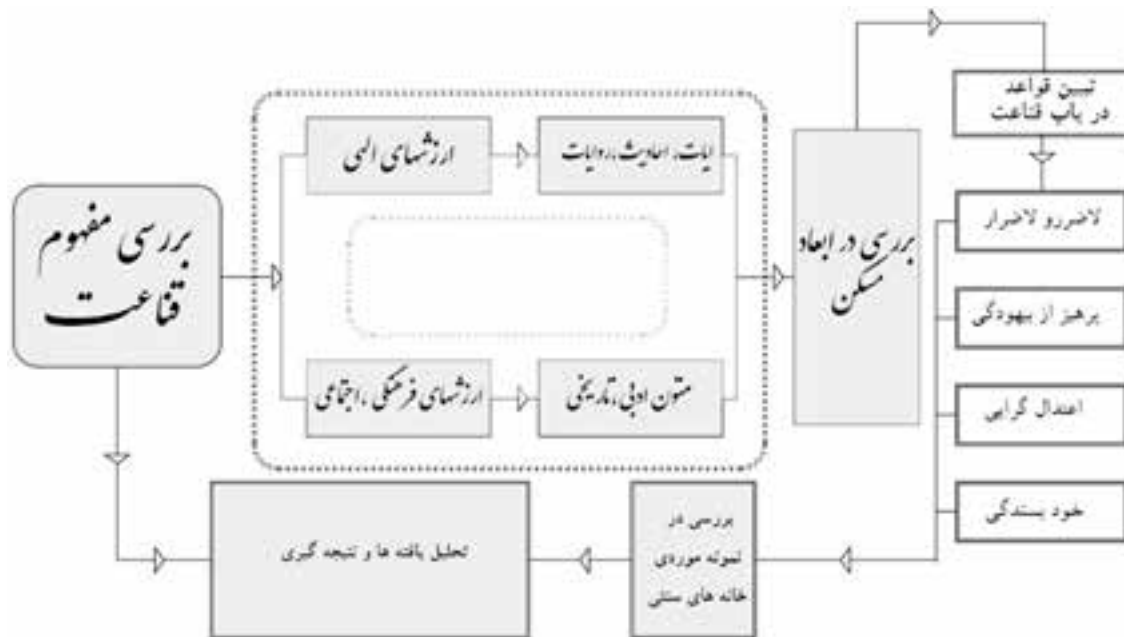 بررسی مفهوم
قناعت
ارزشهای الهی
آیات، احادیث، روایات
ارزشهای فرهنگی، اجتماعی
متون ادبی، تاریخی
بررسی در ابعاد
مسکن
تبین قواعد
در باب قناعت
لاضررو لاضرار
پرهیز از بیهودگی
اعتدال گرایی
خود بسندگی
بررسی در
نمونه موردی
خانه های سنتی
تحلیل یافته ها و نتیجه گیری